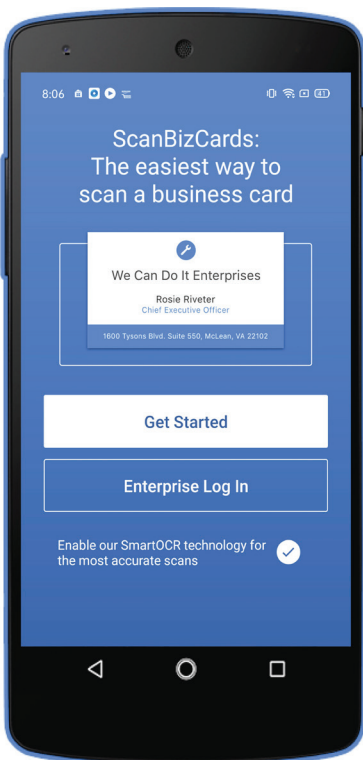 8:06
41
ScanBizCards:
The easiest way to
scan a business card
We Can Do It Enterprises
Rosie Riveter
Chief Executive Officer
1600 Tysons Blvd. Suite 550, McLean, VA 22102
Get Started
Enterprise Log In
Enable our SmartOCR technology for
the most accurate scans